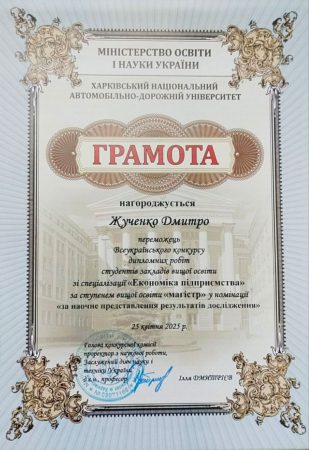 МІНІСТЕРСТВО ОСВІТИ
І НАУКИ УКРАЇНИ
ХАРКІВСЬКИЙ НАЦІОНАЛЬНИЙ
АВТОМОБІЛЬНО-ДОРОЖНІЙ УНІВЕРСИТЕТ
ГРАМОТА
нагороджується
Жученко Дмитро
переможець
Всеукраїнського конкурсу
дипломних робіт
студентів закладів вищої освіти
зі спеціалізації «Економіка підприємства»
за ступенем вищої освіти «магістр» у номінації
«за наочне представлення результатів дослідження»
25 квітня 2025 р.
Голова конкурсної комісії
проректор з наукової роботи,
Заслужений діяч науки і
техніки України
д.т.н., професор
Ілля ДМИТРІЄВ